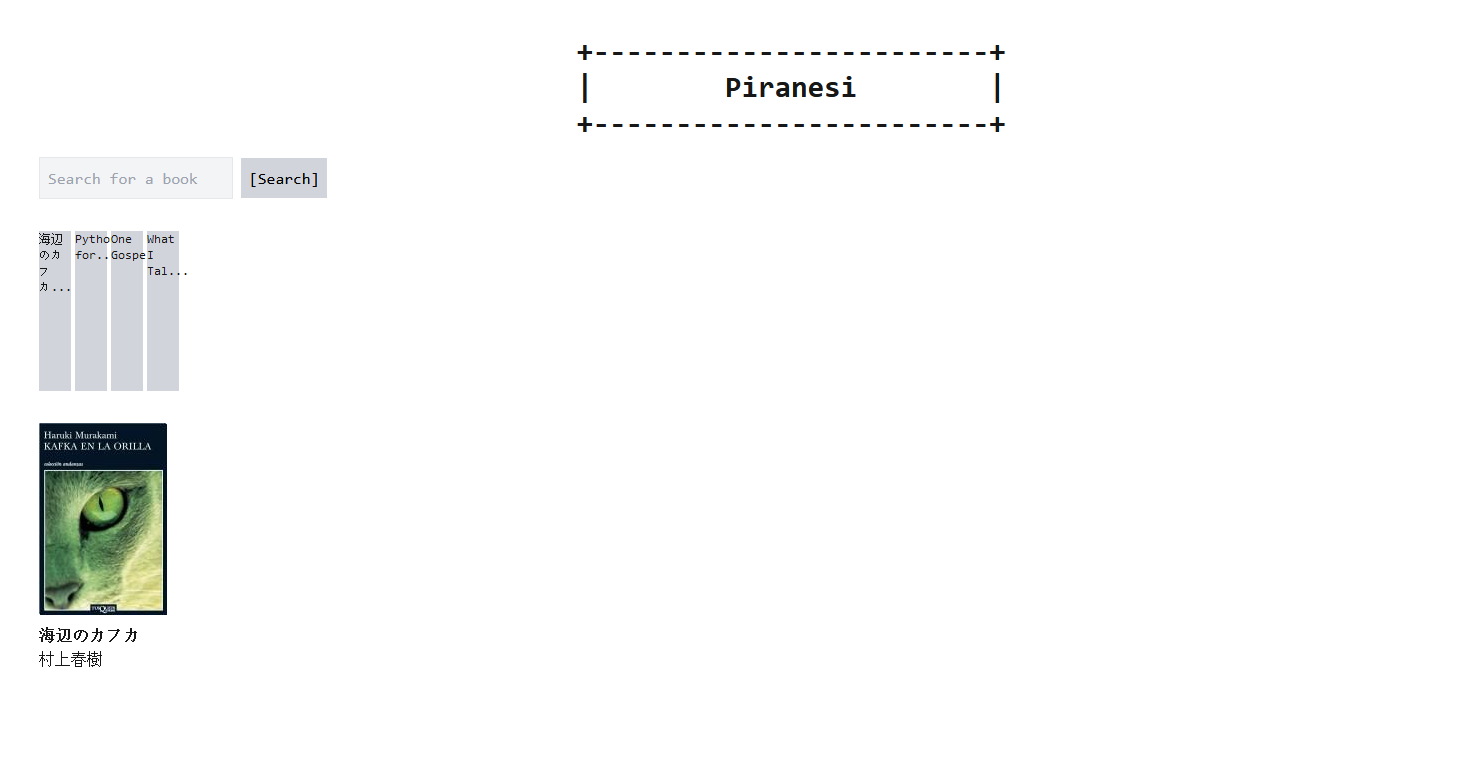 +------------------------+
| Piranesi |
+------------------------+
Search for a book
[Search]
海辺
のカ
フ
カ...
Pytho
for..
One
Gospe
What
I
Tal...
Haruki Murakami
KAFKA EN LA ORILLA
colección andanzas
TUSQUETS
海辺のカフカ
村上春樹